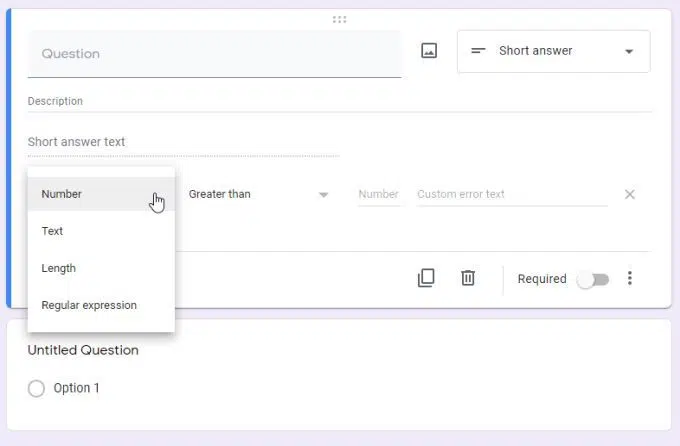 Question
Short answer
Description
Short answer text
Number Greater than Number Custom error text
Text
Length
Regular expression
Required
Untitled Question
Option 1